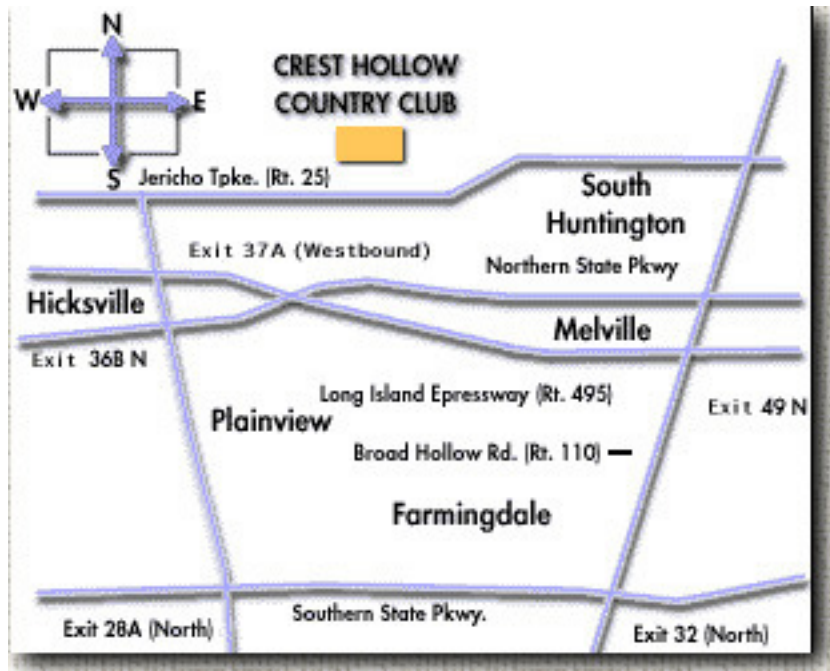 N
CREST HOLLOW
COUNTRY CLUB
W E
S
Jericho Tpke. (Rt. 25)
South
Huntington
Exit 37A (Westbound)
Northern State Pkwy
Hicksville
Melville
Exit 36B N
Long Island Epressway (Rt. 495)
Exit 49 N
Plainview
Broad Hollow Rd. (Rt. 110)
Farmingdale
Southern State Pkwy.
Exit 28A (North)
Exit 32 (North)